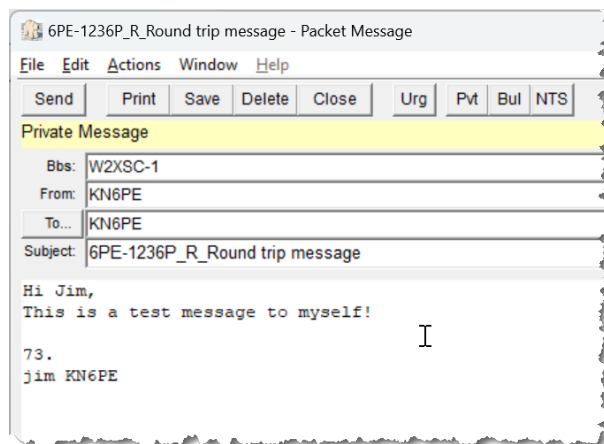 6PE-1236P_R_Round trip message - Packet Message
File Edit Actions Window Help
Send Print Save Delete Close Urg Pvt Bul NTS
Private Message
Bbs: W2XSC-1
From: KN6PE
To... KN6PE
Subject: 6PE-1236P_R_Round trip message
Hi Jim,
This is a test message to myself!
73.
jim KN6PE